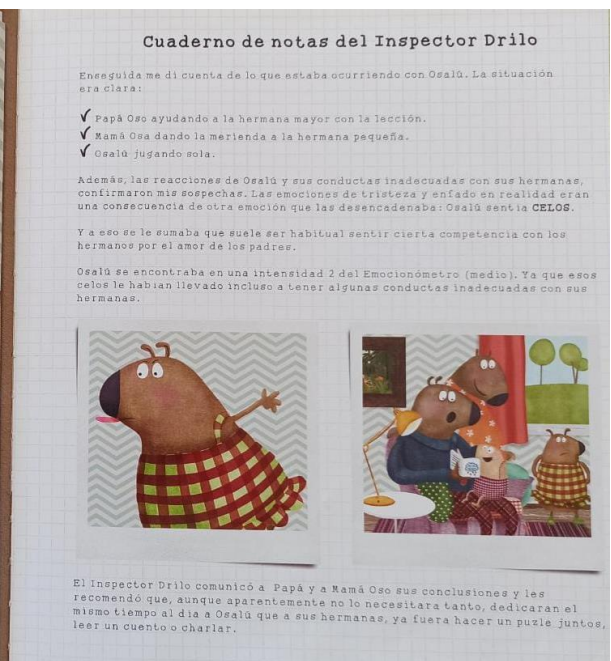 Cuaderno de notas del Inspector Drilo
Enseguida me di cuenta de lo que estaba ocurriendo con Osalú. La situación
era clara:
✓ Papá Oso ayudando a la hermana mayor con la lección.
✓ Mamá Osa dando la merienda a la hermana pequeña.
✓ Osalú jugando sola.
Además, las reacciones de Osalú y sus conductas inadecuadas con sus hermanas,
confirmaron mis sospechas. Las emociones de tristeza y enfado en realidad eran
una consecuencia de otra emoción que las desencadenaba: Osalú sentía CELOS.
Y a eso se le sumaba que suele ser habitual sentir cierta competencia con los
hermanos por el amor de los padres.
Osalú se encontraba en una intensidad 2 del Emocionómetro (medio). Ya que esos
celos le habían llevado incluso a tener algunas conductas inadecuadas con sus
hermanas.
El Inspector Drilo comunicó a Papá y a Mamá Oso sus conclusiones y les
recomendó que, aunque aparentemente no lo necesitara tanto, dedicaran el
mismo tiempo al día a Osalú que a sus hermanas, ya fuera hacer un puzle juntos,
leer un cuento o charlar.